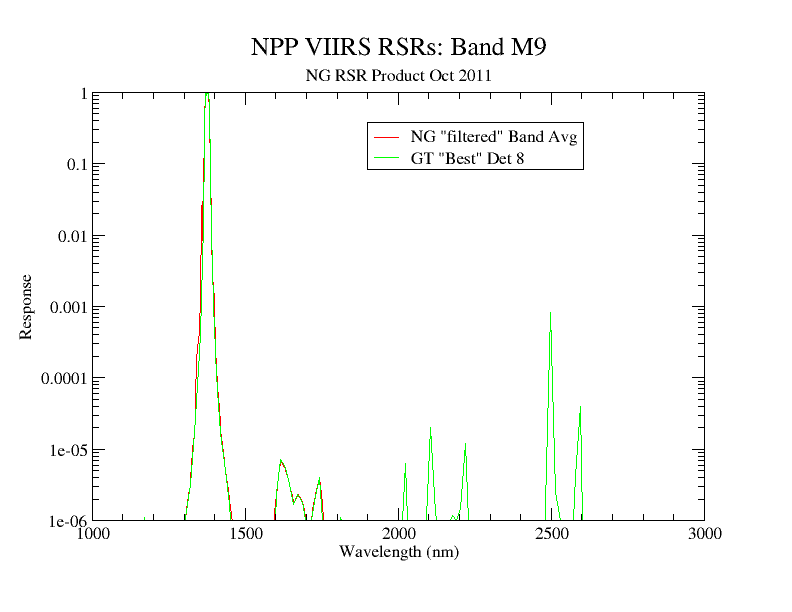 NPP VIIRS RSRs: Band M9
NG RSR Product Oct 2011
1
0.1
0.01
0.001
0.0001
1e-05
1e-06
Response
NG "filtered" Band Avg
GT "Best" Det 8
1000 1500 2000 2500 3000
Wavelength (nm)